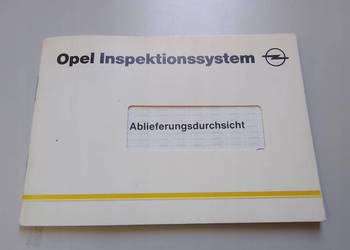 Opel Inspektionssystem
Ablieferungsdurchsicht